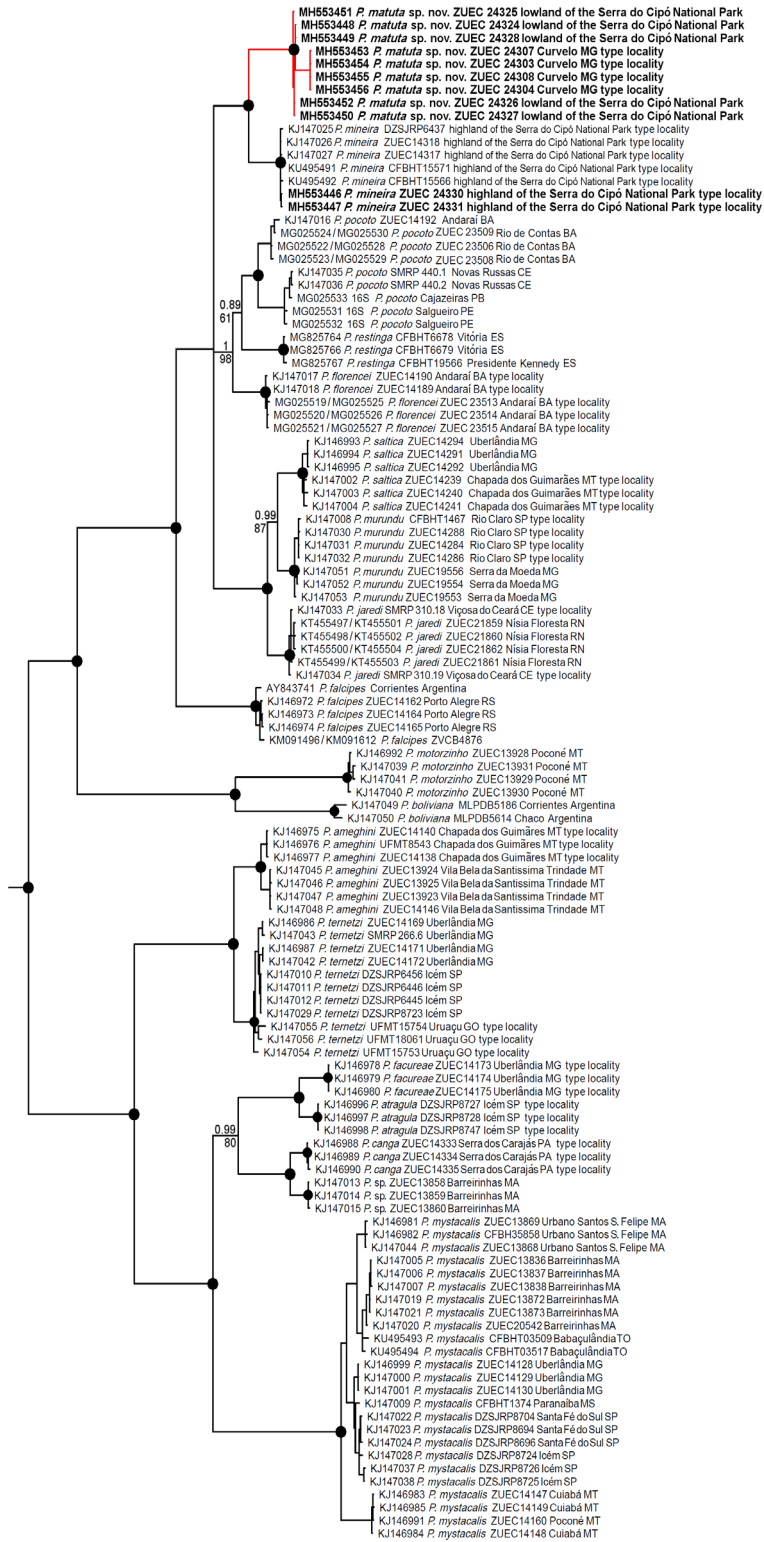 MH553451 P. matuta sp. nov. ZUEC 24325 lowland of the Serra do Cipó National Park
MH553448 P. matuta sp. nov. ZUEC 24324 lowland of the Serra do Cipó National Park
MH553449 P. matuta sp. nov. ZUEC 24328 lowland of the Serra do Cipó National Park
MH553453 P. matuta sp. nov. ZUEC 24307 Curvelo MG type locality
MH553454 P. matuta sp. nov. ZUEC 24303 Curvelo MG type locality
MH553455 P. matuta sp. nov. ZUEC 24308 Curvelo MG type locality
MH553456 P. matuta sp. nov. ZUEC 24304 Curvelo MG type locality
MH553452 P. matuta sp. nov. ZUEC 24326 lowland of the Serra do Cipó National Park
MH553450 P. matuta sp. nov. ZUEC 24327 lowland of the Serra do Cipó National Park
KJ147025 P. mineira DZSJRP6437 highland of the Serra do Cipó National Park type locality
KJ147026 P. mineira ZUEC14318 highland of the Serra do Cipó National Park type locality
KJ147027 P. mineira ZUEC14317 highland of the Serra do Cipó National Park type locality
KU495491 P. mineira CFBHT15571 highland of the Serra do Cipó National Park type locality
KU495492 P. mineira CFBHT15566 highland of the Serra do Cipó National Park type locality
MH553446 P. mineira ZUEC 24330 highland of the Serra do Cipó National Park type locality
MH553447 P. mineira ZUEC 24331 highland of the Serra do Cipó National Park type locality
KJ147016 P. pocoto ZUEC14192 Andaraí BA
MG025524/MG025530 P. pocoto ZUEC 23509 Rio de Contas BA
MG025522/MG025528 P. pocoto ZUEC 23506 Rio de Contas BA
MG025523/MG025529 P. pocoto ZUEC 23508 Rio de Contas BA
KJ147035 P. pocoto SMRP 440.1 Novas Russas CE
KJ147036 P. pocoto SMRP 440.2 Novas Russas CE
MG025533 16S P. pocoto Cajazeiras PB
0.89
MG025531 16S P. pocoto Salgueiro PE
61
MG025532 16S P. pocoto Salgueiro PE
MG825764 P. restinga CFBHT6678 Vitória ES
1
MG825766 P. restinga CFBHT6679 Vitória ES
98
MG825767 P. restinga CFBHT19566 Presidente Kennedy ES
KJ147017 P. florencei ZUEC14190 Andaraí BA type locality
KJ147018 P. florencei ZUEC14189 Andaraí BA type locality
MG025519/MG025525 P. florencei ZUEC 23513 Andaraí BA type locality
MG025520/MG025526 P. florencei ZUEC 23514 Andaraí BA type locality
MG025521/MG025527 P. florencei ZUEC 23515 Andaraí BA type locality
KJ146993 P. saltica ZUEC14294 Uberlândia MG
KJ146994 P. saltica ZUEC14291 Uberlândia MG
KJ146995 P. saltica ZUEC14292 Uberlândia MG
KJ147002 P. saltica ZUEC14239 Chapada dos Guimarães MT type locality
KJ147003 P. saltica ZUEC14240 Chapada dos Guimarães MT type locality
KJ147004 P. saltica ZUEC14241 Chapada dos Guimarães MT type locality
0.99
KJ147008 P. murundu CFBHT1467 Rio Claro SP type locality
87
KJ147030 P. murundu ZUEC14288 Rio Claro SP type locality
KJ147031 P. murundu ZUEC14284 Rio Claro SP type locality
KJ147032 P. murundu ZUEC14286 Rio Claro SP type locality
KJ147051 P. murundu ZUEC19556 Serra da Moeda MG
KJ147052 P. murundu ZUEC19554 Serra da Moeda MG
KJ147053 P. murundu ZUEC19553 Serra da Moeda MG
KJ147033 P. jaredi SMRP 310.18 Viçosa do Ceará CE type locality
KT455497/KT455501 P. jaredi ZUEC21859 Nísia Floresta RN
KT455498/KT455502 P. jaredi ZUEC21860 Nísia Floresta RN
KT455500/KT455504 P. jaredi ZUEC21862 Nísia Floresta RN
KT455499/KT455503 P. jaredi ZUEC21861 Nísia Floresta RN
KJ147034 P. jaredi SMRP 310.19 Viçosa do Ceará CE type locality
AY843741 P. falcipes Corrientes Argentina
KJ146972 P. falcipes ZUEC14162 Porto Alegre RS
KJ146973 P. falcipes ZUEC14164 Porto Alegre RS
KJ146974 P. falcipes ZUEC14165 Porto Alegre RS
KM091496/KM091612 P. falcipes ZVCB4876
KJ146992 P. motorzinho ZUEC13928 Poconé MT
KJ147039 P. motorzinho ZUEC13931 Poconé MT
KJ147041 P. motorzinho ZUEC13929 Poconé MT
KJ147040 P. motorzinho ZUEC13930 Poconé MT
KJ147049 P. boliviana MLPDB5186 Corrientes Argentina
KJ147050 P. boliviana MLPDB5614 Chaco Argentina
KJ146975 P. ameghini ZUEC14140 Chapada dos Guimães MT type locality
KJ146976 P. ameghini UFMT8543 Chapada dos Guimães MT type locality
KJ146977 P. ameghini ZUEC14138 Chapada dos Guimães MT type locality
KJ147045 P. ameghini ZUEC13924 Vila Bela da Santissima Trindade MT
KJ147046 P. ameghini ZUEC13925 Vila Bela da Santissima Trindade MT
KJ147047 P. ameghini ZUEC13923 Vila Bela da Santissima Trindade MT
KJ147048 P. ameghini ZUEC14146 Vila Bela da Santissima Trindade MT
KJ146986 P. ternetzi ZUEC14169 Uberlândia MG
KJ147043 P. ternetzi SMRP 266.6 Uberlândia MG
KJ146987 P. ternetzi ZUEC14171 Uberlândia MG
KJ147042 P. ternetzi ZUEC14172 Uberlândia MG
KJ147010 P. ternetzi DZSJRP6456 Icém SP
KJ147011 P. ternetzi DZSJRP6446 Icém SP
KJ147012 P. ternetzi DZSJRP6445 Icém SP
KJ147029 P. ternetzi DZSJRP8723 Icém SP
KJ147055 P. ternetzi UFMT15754 Uruaçu GO type locality
KJ147056 P. ternetzi UFMT18061 Uruaçu GO type locality
KJ147054 P. ternetzi UFMT15753 Uruaçu GO type locality
KJ146978 P. facureae ZUEC14173 Uberlândia MG type locality
KJ146979 P. facureae ZUEC14174 Uberlândia MG type locality
KJ146980 P. facureae ZUEC14175 Uberlândia MG type locality
KJ146996 P. atragula DZSJRP8727 Icém SP type locality
KJ146997 P. atragula DZSJRP8728 Icém SP type locality
0.99
KJ146998 P. atragula DZSJRP8747 Icém SP type locality
80
KJ146988 P. canga ZUEC14333 Serra dos Carajás PA type locality
KJ146989 P. canga ZUEC14334 Serra dos Carajás PA type locality
KJ146990 P. canga ZUEC14335 Serra dos Carajás PA type locality
KJ147013 P. sp. ZUEC13858 Barreirinhas MA
KJ147014 P. sp. ZUEC13859 Barreirinhas MA
KJ147015 P. sp. ZUEC13860 Barreirinhas MA
KJ146981 P. mystacalis ZUEC13869 Urbano Santos S. Felipe MA
KJ146982 P. mystacalis CFBH35858 Urbano Santos S. Felipe MA
KJ147044 P. mystacalis ZUEC13868 Urbano Santos S. Felipe MA
KJ147005 P. mystacalis ZUEC13836 Barreirinhas MA
KJ147006 P. mystacalis ZUEC13837 Barreirinhas MA
KJ147007 P. mystacalis ZUEC13838 Barreirinhas MA
KJ147019 P. mystacalis ZUEC13872 Barreirinhas MA
KJ147021 P. mystacalis ZUEC13873 Barreirinhas MA
KJ147020 P. mystacalis ZUEC20542 Barreirinhas MA
KU495493 P. mystacalis CFBHT03509 Babaçulândia TO
KU495494 P. mystacalis CFBHT03517 Babaçulândia TO
KJ146999 P. mystacalis ZUEC14128 Uberlândia MG
KJ147000 P. mystacalis ZUEC14129 Uberlândia MG
KJ147001 P. mystacalis ZUEC14130 Uberlândia MG
KJ147009 P. mystacalis CFBHT1374 Paranaíba MS
KJ147022 P. mystacalis DZSJRP8704 Santa Fé do Sul SP
KJ147023 P. mystacalis DZSJRP8694 Santa Fé do Sul SP
KJ147024 P. mystacalis DZSJRP8696 Santa Fé do Sul SP
KJ147028 P. mystacalis DZSJRP8724 Icém SP
KJ147037 P. mystacalis DZSJRP8726 Icém SP
KJ147038 P. mystacalis DZSJRP8725 Icém SP
KJ146983 P. mystacalis ZUEC14147 Cuiabá MT
KJ146985 P. mystacalis ZUEC14149 Cuiabá MT
KJ146991 P. mystacalis ZUEC14160 Poconé MT
KJ146984 P. mystacalis ZUEC14148 Cuiabá MT